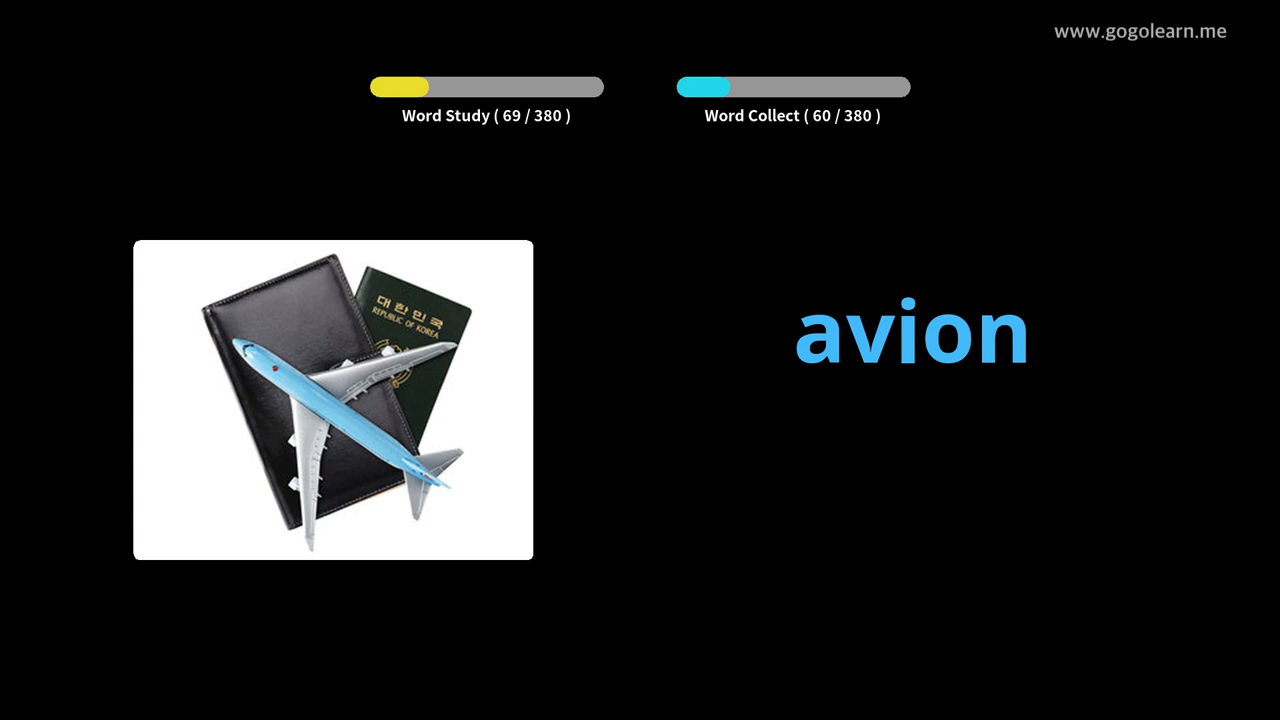 www.gogolearn.me
Word Study ( 69 / 380 )
Word Collect ( 60 / 380 )
대한민국
REPUBLIC OF KOREA
avion